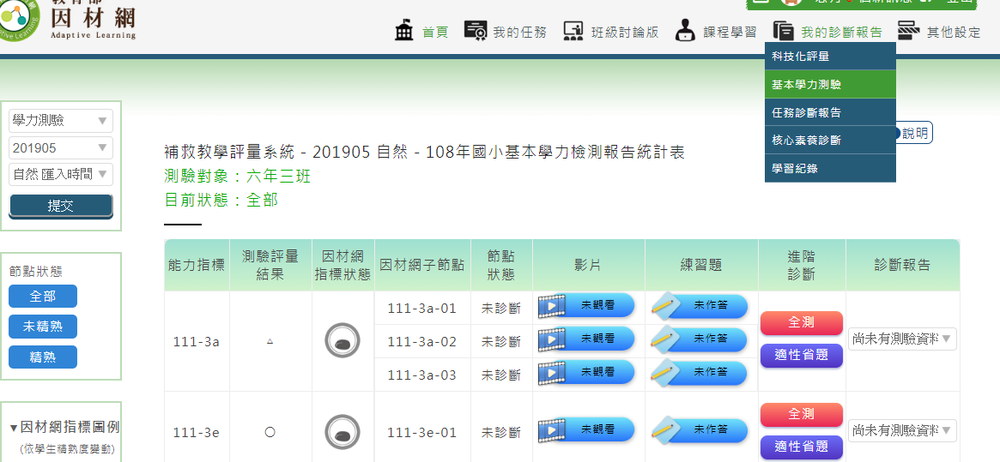 教育部
因材網
Adaptive Learning
首頁
我的任務
班級討論版
課程學習
我的診斷報告
其他設定
科技化評量
基本學力測驗
任務診斷報告
核心素養診斷
學習紀錄
說明
學力測驗 ▼
201905 ▼
自然 匯入時間 ▼
提交
節點狀態
全部
未精熟
精熟
▼因材網指標圖例
(依學生精熟度變動)
補救教學評量系統 - 201905 自然 - 108年國小基本學力檢測報告統計表
測驗對象：六年三班
目前狀態：全部
能力指標
測驗評量
結果
因材網
指標狀態
因材網子節點
節點
狀態
影片
練習題
進階
診斷
診斷報告
111-3a
△
111-3a-01 未診斷 未觀看 未作答
111-3a-02 未診斷 未觀看 未作答
111-3a-03 未診斷 未觀看 未作答
全測
適性省題
尚未有測驗資料 ▼
111-3e
○
111-3e-01 未診斷 未觀看 未作答
全測
適性省題
尚未有測驗資料 ▼